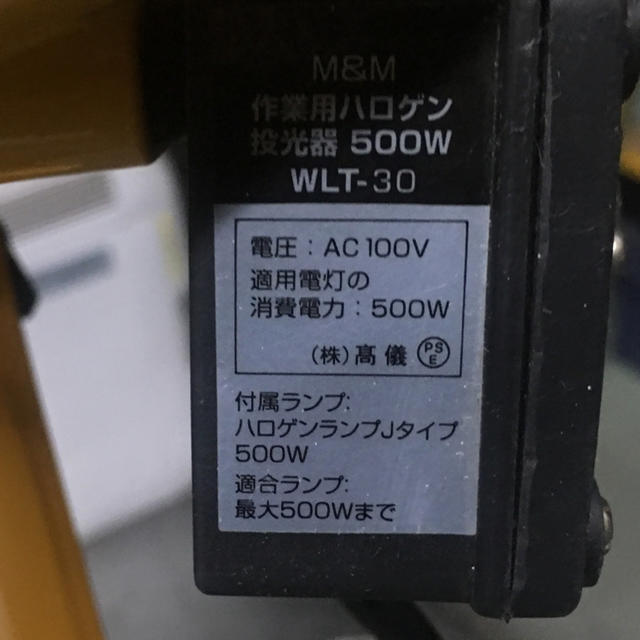 M&M
作業用ハロゲン
投光器 500W
WLT-30
電圧：AC100V
適用電灯の
消費電力：500W
（株）髙儀 PSE
付属ランプ:
ハロゲンランプJタイプ
500W
適合ランプ:
最大500Wまで